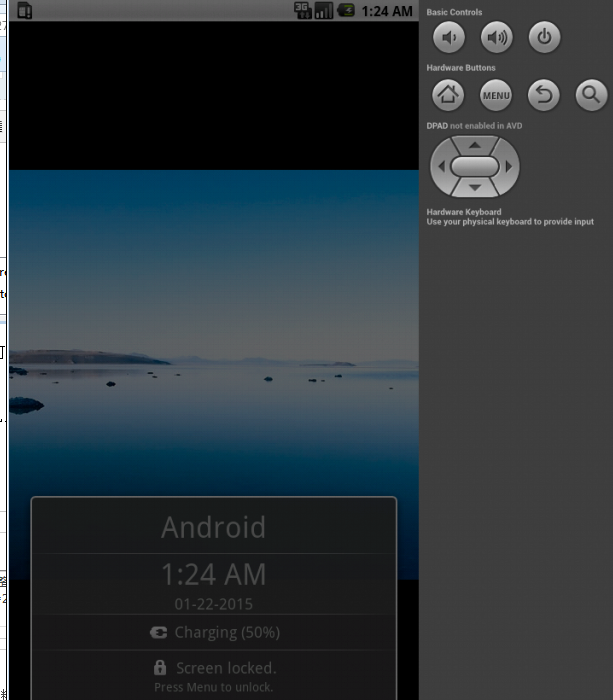 3G 1:24 AM
Basic Controls
Hardware Buttons
MENU
DPAD not enabled in AVD
Hardware Keyboard
Use your physical keyboard to provide input
Android
1:24 AM
01-22-2015
Charging (50%)
Screen locked.
Press Menu to unlock.